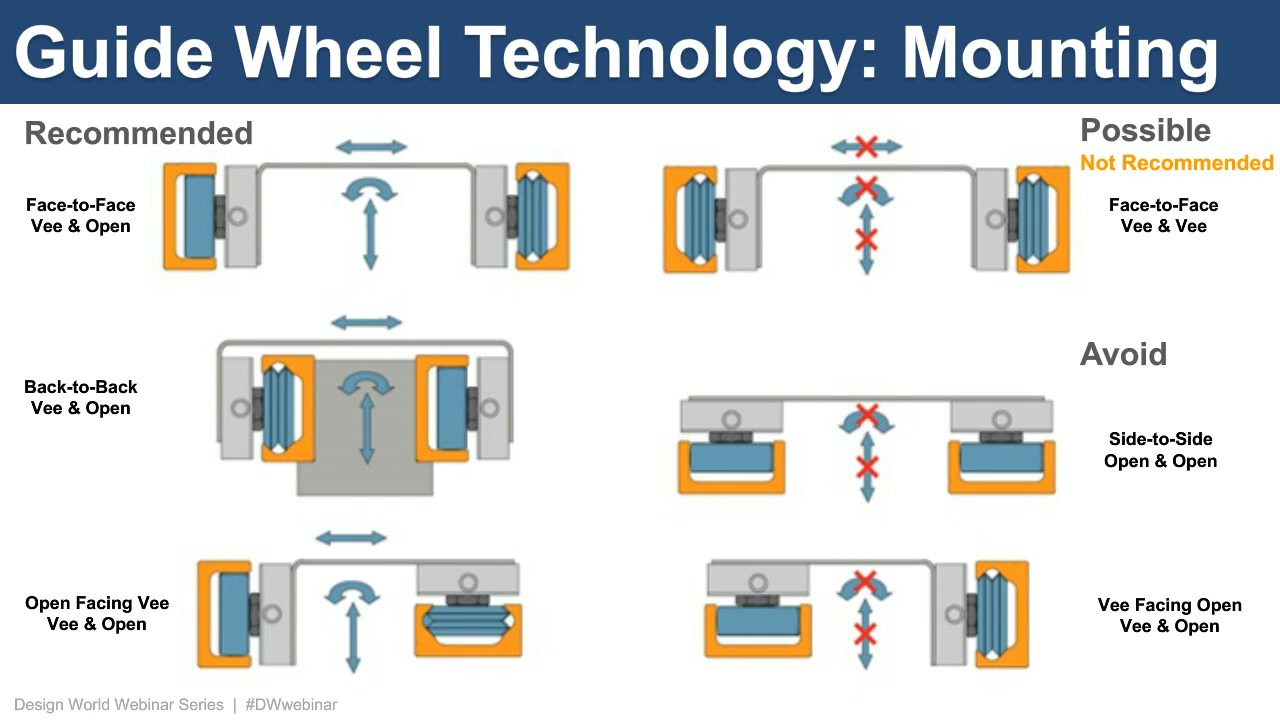 Guide Wheel Technology: Mounting
Recommended
Face-to-Face
Vee & Open
Back-to-Back
Vee & Open
Open Facing Vee
Vee & Open
Possible
Not Recommended
Face-to-Face
Vee & Vee
Avoid
Side-to-Side
Open & Open
Vee Facing Open
Vee & Open
Design World Webinar Series | #DWwebinar